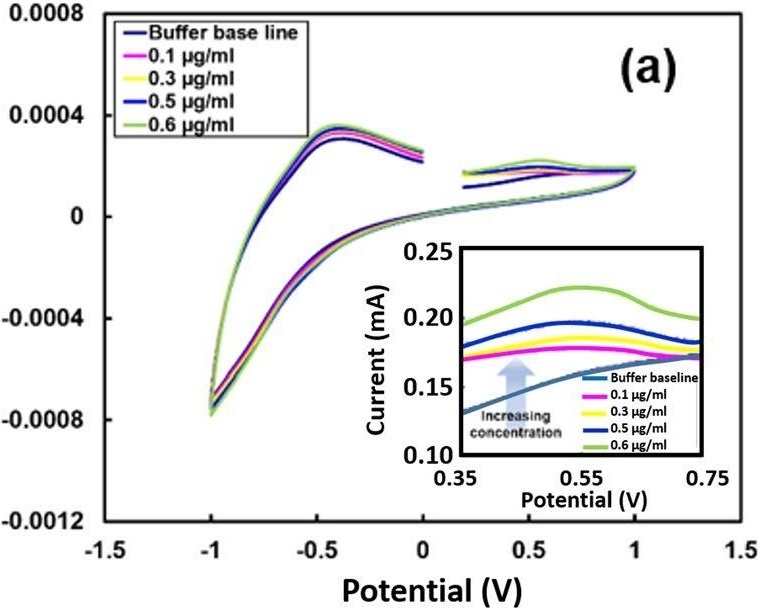 0.0008
0.0004
0
-0.0004
-0.0008
-0.0012
Buffer base line
0.1 µg/ml
0.3 µg/ml
0.5 µg/ml
0.6 µg/ml
(a)
-1.5 -1 -0.5 0 0.5 1 1.5
Potential (V)
0.25
0.20
0.15
0.10
Current (mA)
Increasing
concentration
Buffer baseline
0.1 µg/ml
0.3 µg/ml
0.5 µg/ml
0.6 µg/ml
0.35 0.55 0.75
Potential (V)